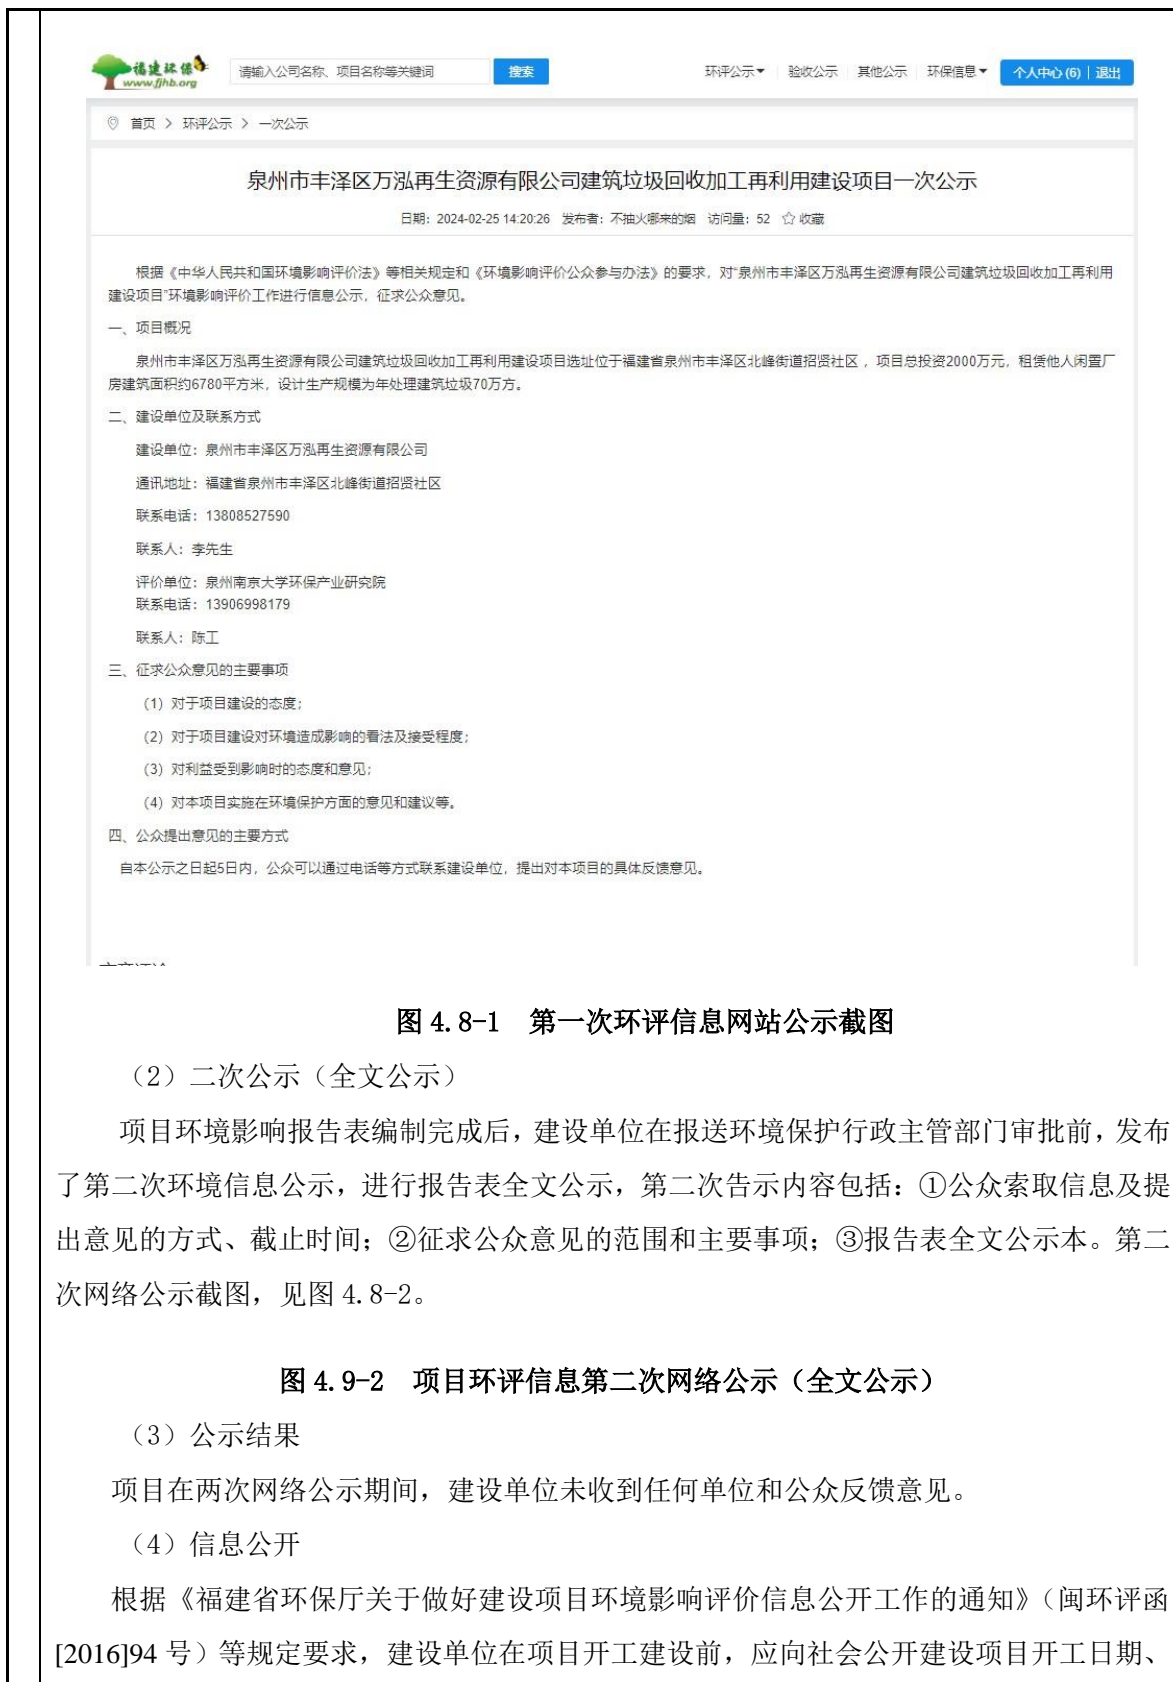 福建环保
www.fjhb.org
请输入公司名称、项目名称等关键词
搜索
环评公示 验收公示 其他公示 环保信息
个人中心 (6) | 退出
首页 > 环评公示 > 一次公示
泉州市丰泽区万泓再生资源有限公司建筑垃圾回收加工再利用建设项目一次公示
日期：2024-02-25 14:20:26 发布者：不抽火哪来的烟 访问量：52 ☆ 收藏
根据《中华人民共和国环境影响评价法》等相关规定和《环境影响评价公众参与办法》的要求，对“泉州市丰泽区万泓再生资源有限公司建筑垃圾回收加工再利用
建设项目”环境影响评价工作进行信息公示，征求公众意见。
一、项目概况
泉州市丰泽区万泓再生资源有限公司建筑垃圾回收加工再利用建设项目选址位于福建省泉州市丰泽区北峰街道招贤社区 ，项目总投资2000万元，租赁他人闲置厂
房建筑面积约6780平方米，设计生产规模为年处理建筑垃圾70万方。
二、建设单位及联系方式
建设单位：泉州市丰泽区万泓再生资源有限公司
通讯地址：福建省泉州市丰泽区北峰街道招贤社区
联系电话：13808527590
联系人：李先生
评价单位：泉州南京大学环保产业研究院
联系电话：13906998179
联系人：陈工
三、征求公众意见的主要事项
（1）对于项目建设的态度；
（2）对于项目建设对环境造成影响的看法及接受程度；
（3）对利益受到影响时的态度和意见；
（4）对本项目实施在环境保护方面的意见和建议等。
四、公众提出意见的主要方式
自本公示之日起5日内，公众可以通过电话等方式联系建设单位，提出对本项目的具体反馈意见。
图 4.8-1 第一次环评信息网站公示截图
（2）二次公示（全文公示）
项目环境影响报告表编制完成后，建设单位在报送环境保护行政主管部门审批前，发布
了第二次环境信息公示，进行报告表全文公示，第二次告示内容包括：①公众索取信息及提
出意见的方式、截止时间；②征求公众意见的范围和主要事项；③报告表全文公示本。第二
次网络公示截图，见图 4.8-2。
图 4.9-2 项目环评信息第二次网络公示（全文公示）
（3）公示结果
项目在两次网络公示期间，建设单位未收到任何单位和公众反馈意见。
（4）信息公开
根据《福建省环保厅关于做好建设项目环境影响评价信息公开工作的通知》（闽环评函
[2016]94 号）等规定要求，建设单位在项目开工建设前，应向社会公开建设项目开工日期、